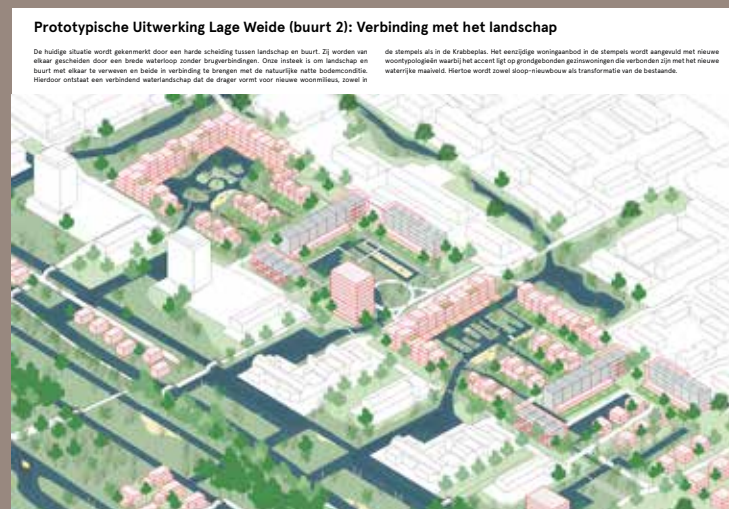 Prototypische Uitwerking Lage Weide (buurt 2): Verbinding met het landschap
De huidige situatie wordt gekenmerkt door een harde scheiding tussen landschap en buurt. Zij worden van
elkaar gescheiden door een brede waterloop zonder brugverbindingen. Onze insteek is om landschap en
buurt met elkaar te verweven en beide in verbinding te brengen met de natuurlijke natte bodemconditie.
Hierdoor ontstaat een verbindend waterlandschap dat de drager vormt voor nieuwe woonmilieus, zowel in
de stempels als in de Krabbeplas. Het eenzijdige woningaanbod in de stempels wordt aangevuld met nieuwe
woontypologieën waarbij het accent ligt op grondgebonden gezinswoningen die verbonden zijn met het nieuwe
waterrijke maaiveld. Hiertoe wordt zowel sloop-nieuwbouw als transformatie van de bestaande.